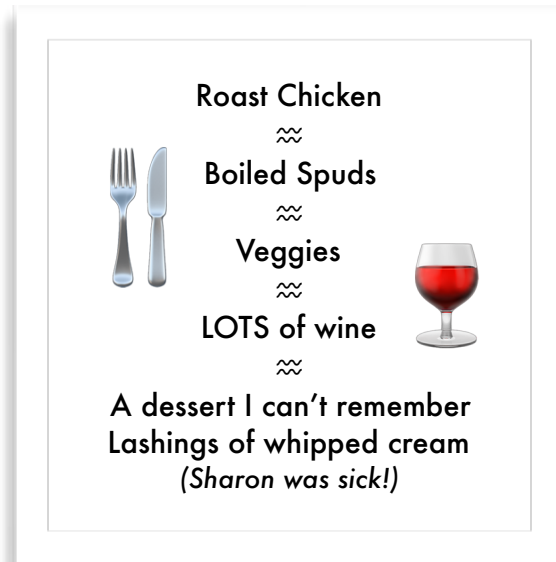 Roast Chicken
Boiled Spuds
Veggies
LOTS of wine
A dessert I can’t remember
Lashings of whipped cream
(Sharon was sick!)